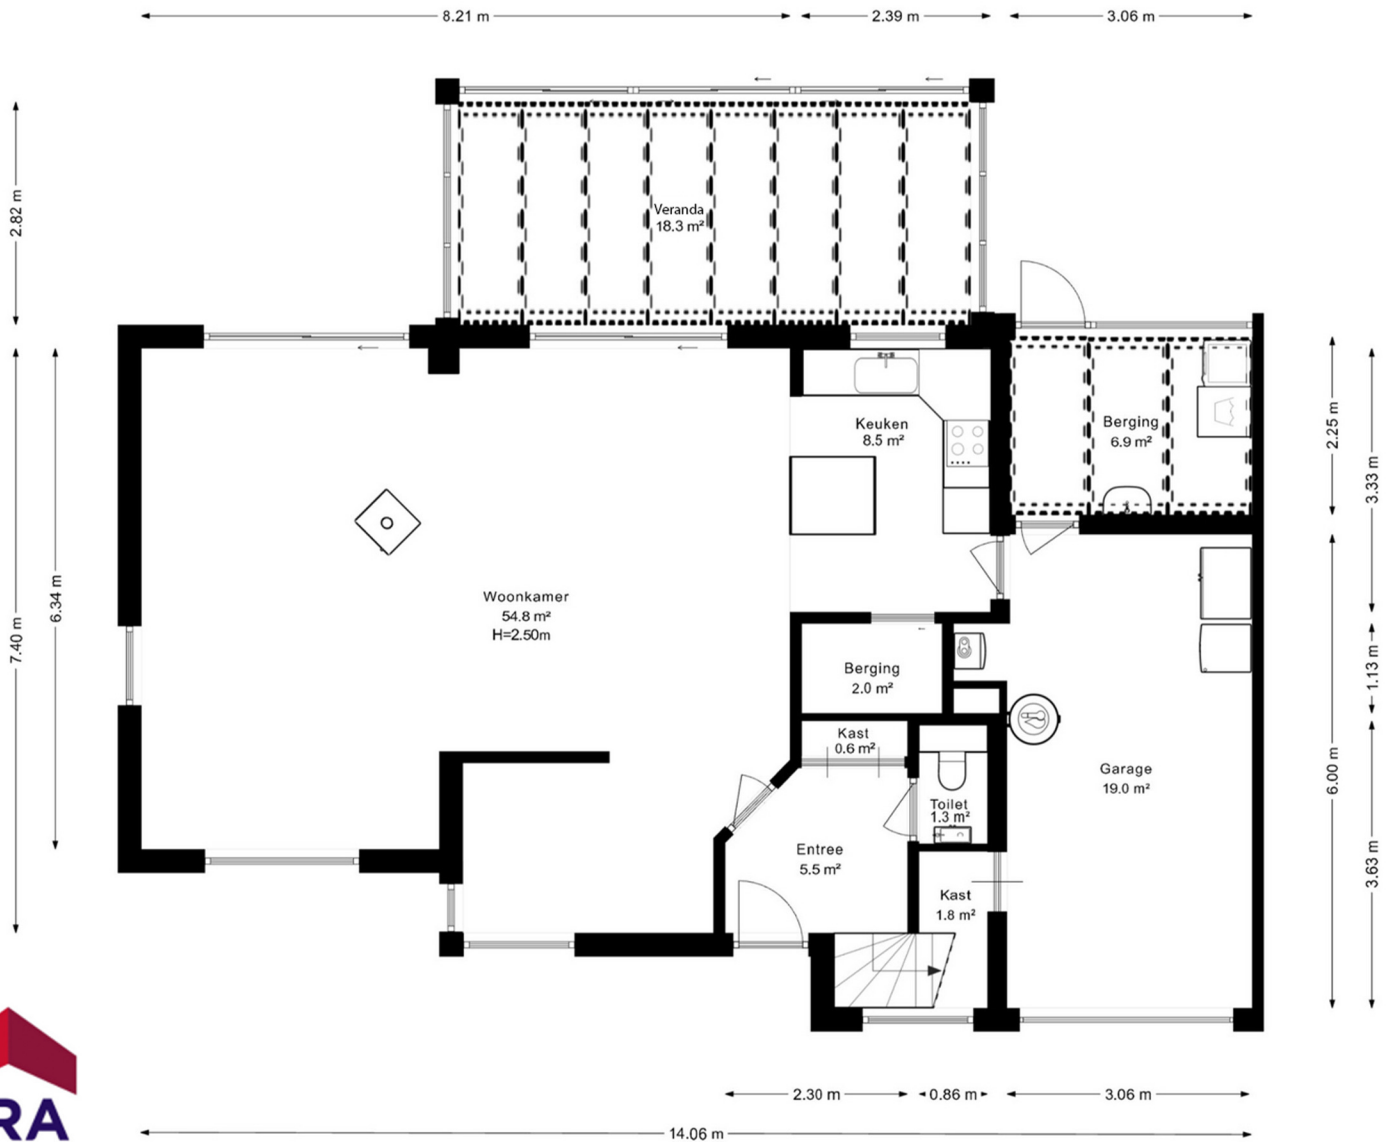 8.21 m
2.39 m
3.06 m
2.82 m
Veranda
18.3 m²
Keuken
8.5 m²
Berging
6.9 m²
2.25 m
3.33 m
Woonkamer
54.8 m²
H=2.50m
6.34 m
7.40 m
Berging
2.0 m²
1.13 m
Kast
0.6 m²
Garage
19.0 m²
6.00 m
Toilet
1.3 m²
Entree
5.5 m²
Kast
1.8 m²
3.63 m
2.30 m
0.86 m
3.06 m
14.06 m
RA